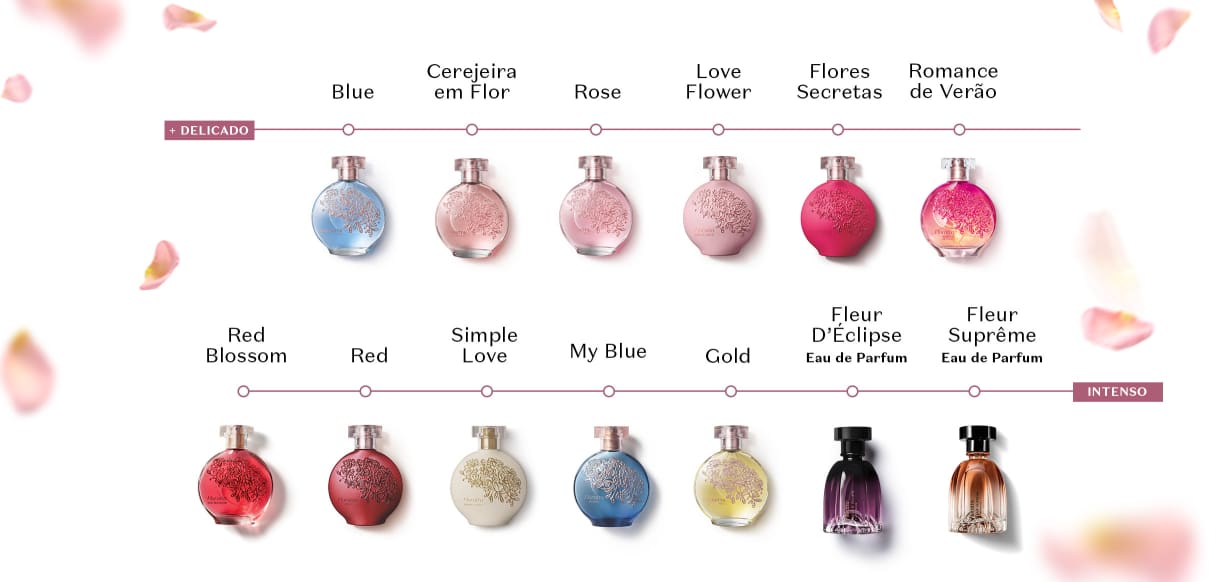 Blue
Cerejeira
em Flor
Rose
Love
Flower
Flores
Secretas
Romance
de Verão
+ DELICADO
Red
Blossom
Red
Simple
Love
My Blue
Gold
Fleur
D'Éclipse
Eau de Parfum
Fleur
Suprême
Eau de Parfum
INTENSO